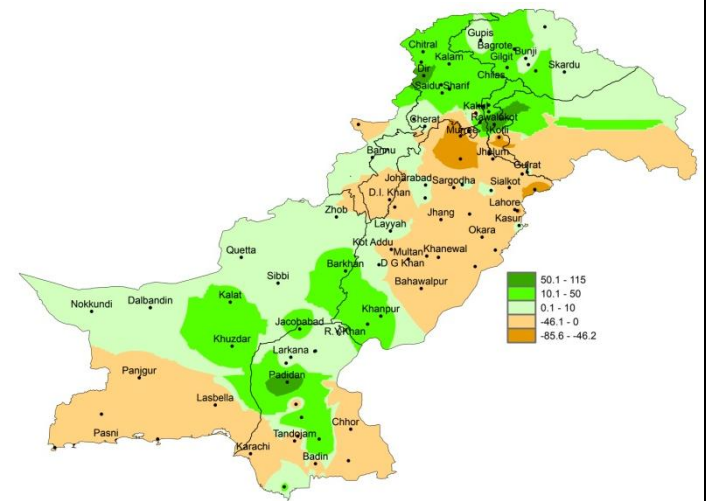 Gupis
Chitral
Bagrote
Bunji
Kalam
Gilgit
Skardu
Dir
Chilas
Saidu Sharif
Kakul
Rawalakot
Cherat
Murree
Kotli
Bannu
Jhelum
Gujrat
Joharabad
Sargodha
Sialkot
D.I. Khan
Lahore
Zhob
Jhang
Kasur
Layyah
Okara
Kot Addu
Quetta
Multan
Khanewal
Barkhan
D G Khan
Sibbi
Bahawalpur
50.1 - 115
10.1 - 50
0.1 - 10
-46.1 - 0
-85.6 - -46.2
Nokkundi
Dalbandin
Kalat
Khanpur
Jacobabad
R.Y.Khan
Khuzdar
Larkana
Panjgur
Padidan
Lasbella
Chhor
Pasni
Tandojam
Karachi
Badin